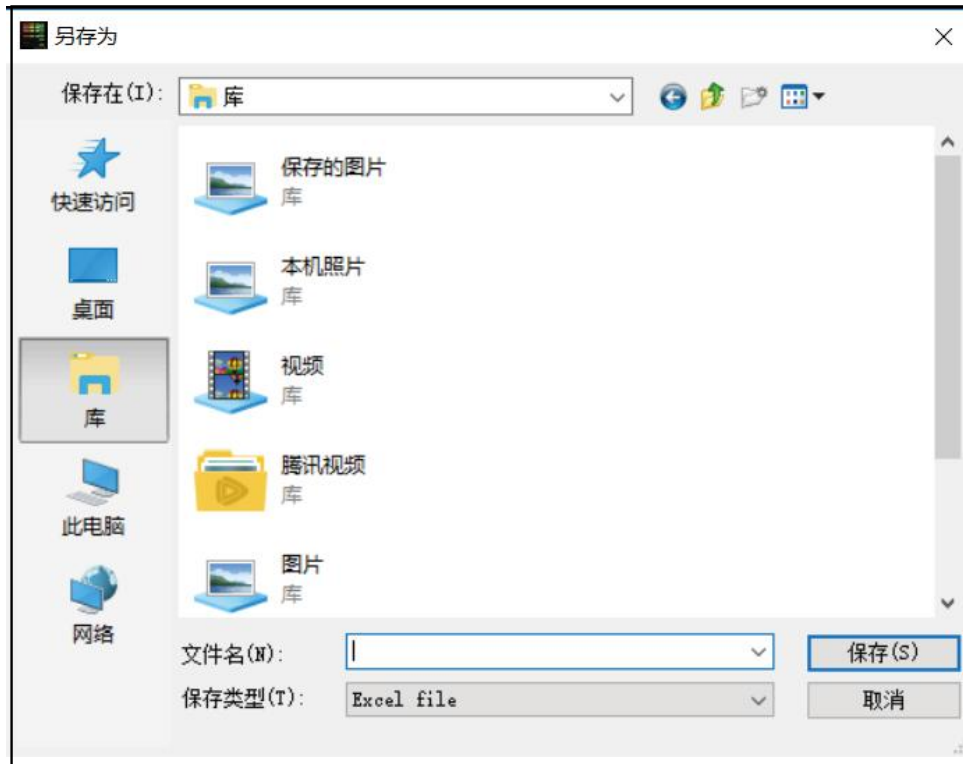 另存为
保存在(I):
库
快速访问
桌面
库
此电脑
网络
保存的图片
库
本机照片
库
视频
库
腾讯视频
库
图片
库
文件名(N):
保存(S)
保存类型(T):
Excel file
取消